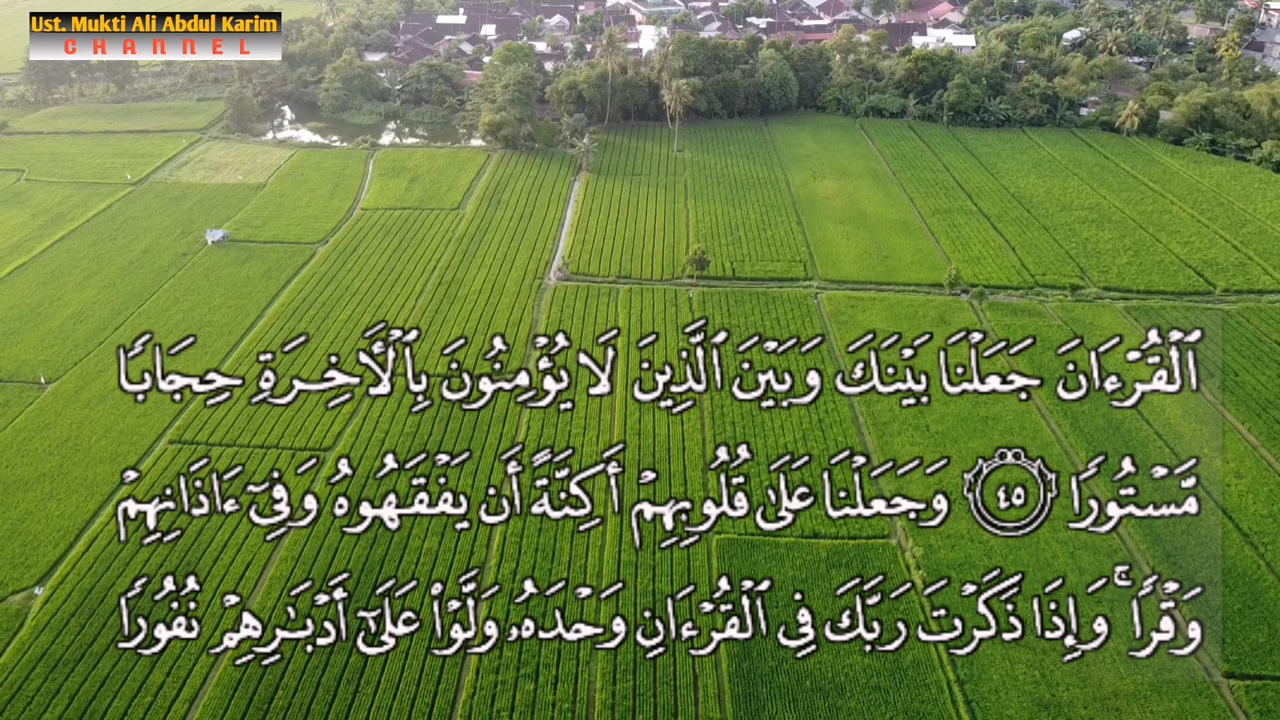 Ust. Mukti Ali Abdul Karim
CHANNEL
ٱلْقُرْءَانَ جَعَلْنَا بَيْنَكَ وَبَيْنَ ٱلَّذِينَ لَا يُؤْمِنُونَ بِٱلْأَخِرَةِ حِجَابًا
مَّسْتُورًا ٤٥ وَجَعَلْنَا عَلَىٰ قُلُوبِهِمْ أَكِنَّةً أَن يَفْقَهُوهُ وَفِىٓ ءَاذَانِهِمْ
وَقْرًا ۚ وَإِذَا ذَكَرْتَ رَبَّكَ فِى ٱلْقُرْءَانِ وَحْدَهُۥ وَلَّوْا۟ عَلَىٰٓ أَدْبَـٰرِهِمْ نُفُورًا